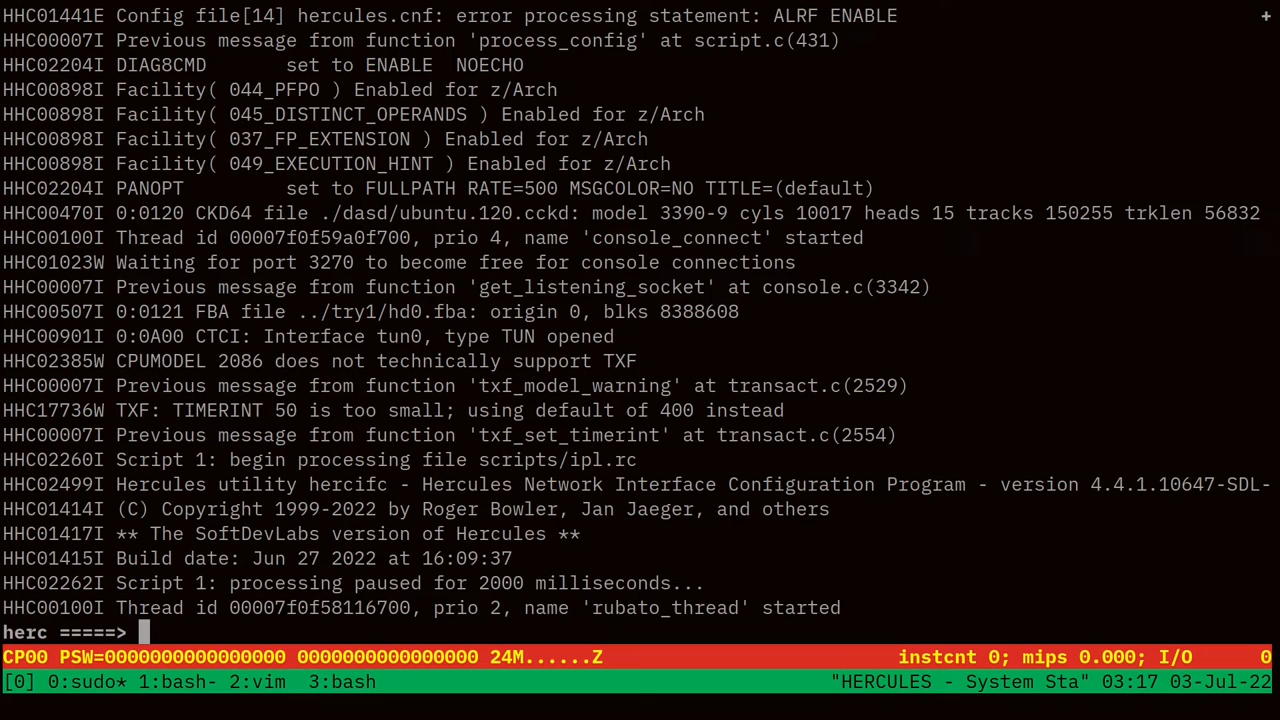 HHC01441E Config file[14] hercules.cnf: error processing statement: ALRF ENABLE +
HHC00007I Previous message from function 'process_config' at script.c(431)
HHC02204I DIAG8CMD       set to ENABLE  NOECHO
HHC00898I Facility( 044_PFPO ) Enabled for z/Arch
HHC00898I Facility( 045_DISTINCT_OPERANDS ) Enabled for z/Arch
HHC00898I Facility( 037_FP_EXTENSION ) Enabled for z/Arch
HHC00898I Facility( 049_EXECUTION_HINT ) Enabled for z/Arch
HHC02204I PANOPT         set to FULLPATH RATE=500 MSGCOLOR=NO TITLE=(default)
HHC00470I 0:0120 CKD64 file ./dasd/ubuntu.120.cckd: model 3390-9 cyls 10017 heads 15 tracks 150255 trklen 56832
HHC00100I Thread id 00007f0f59a0f700, prio 4, name 'console_connect' started
HHC01023W Waiting for port 3270 to become free for console connections
HHC00007I Previous message from function 'get_listening_socket' at console.c(3342)
HHC00507I 0:0121 FBA file ../try1/hd0.fba: origin 0, blks 8388608
HHC00901I 0:0A00 CTCI: Interface tun0, type TUN opened
HHC02385W CPUMODEL 2086 does not technically support TXF
HHC00007I Previous message from function 'txf_model_warning' at transact.c(2529)
HHC17736W TXF: TIMERINT 50 is too small; using default of 400 instead
HHC00007I Previous message from function 'txf_set_timerint' at transact.c(2554)
HHC02260I Script 1: begin processing file scripts/ipl.rc
HHC02499I Hercules utility hercifc - Hercules Network Interface Configuration Program - version 4.4.1.10647-SDL-
HHC01414I (C) Copyright 1999-2022 by Roger Bowler, Jan Jaeger, and others
HHC01417I ** The SoftDevLabs version of Hercules **
HHC01415I Build date: Jun 27 2022 at 16:09:37
HHC02262I Script 1: processing paused for 2000 milliseconds...
HHC00100I Thread id 00007f0f58116700, prio 2, name 'rubato_thread' started
herc =====>
CP00 PSW=0000000000000000 0000000000000000 24M......Z instcnt 0; mips 0.000; I/O 0
[0] 0:sudo* 1:bash- 2:vim  3:bash "HERCULES - System Sta" 03:17 03-Jul-22